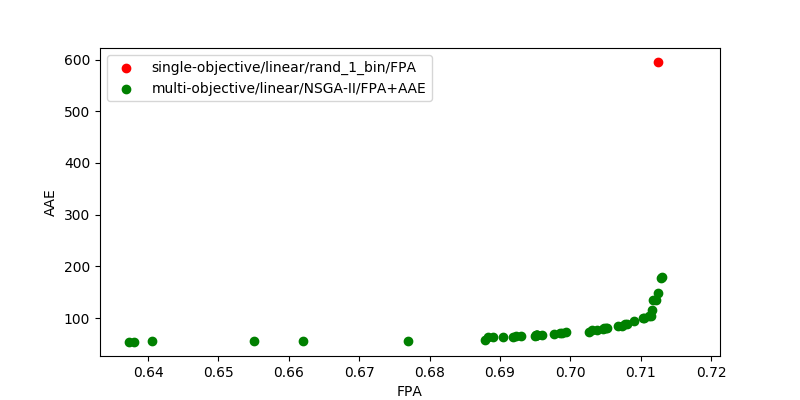 single-objective/linear/rand_1_bin/FPA
multi-objective/linear/NSGA-II/FPA+AAE
600
500
400
300
200
100
AAE
0.64 0.65 0.66 0.67 0.68 0.69 0.70 0.71 0.72
FPA